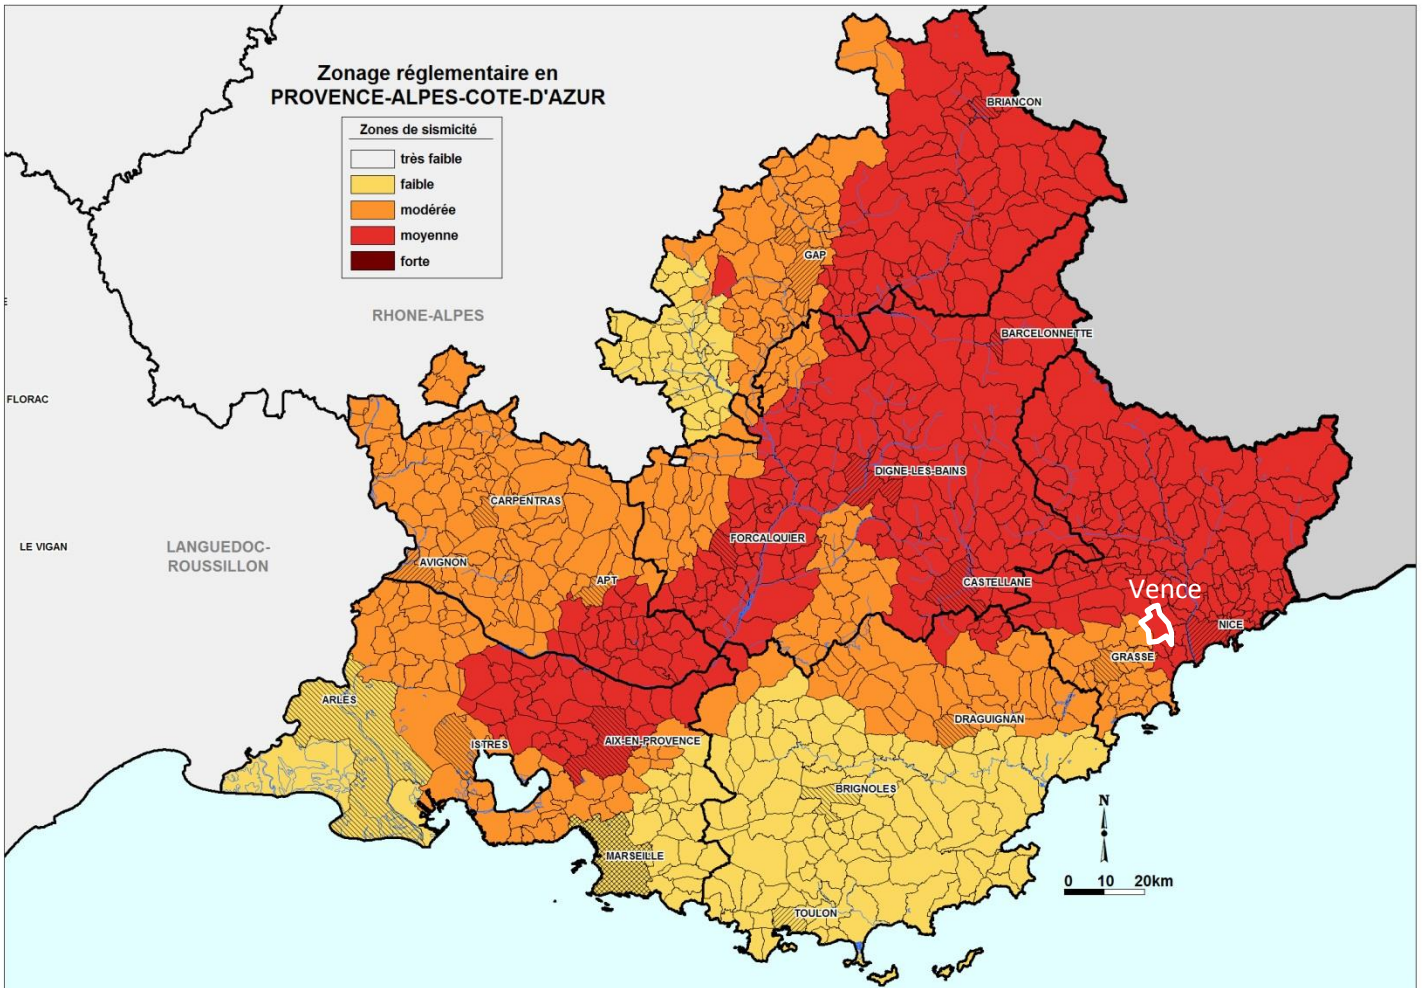 Zonage réglementaire en
PROVENCE-ALPES-COTE-D'AZUR
Zones de sismicité
très faible
faible
modérée
moyenne
forte
BRIANCON
GAP
RHONE-ALPES
E
BARCELONNETTE
FLORAC
DIGNE-LES-BAINS
CARPENTRAS
FORCALQUIER
LE VIGAN
LANGUEDOC-
ROUSSILLON
AVIGNON
APT
CASTELLANE
Vence
NICE
GRASSE
ARLES
DRAGUIGNAN
ISTRES
AIX-EN-PROVENCE
BRIGNOLES
N
MARSEILLE
0 10 20km
TOULON